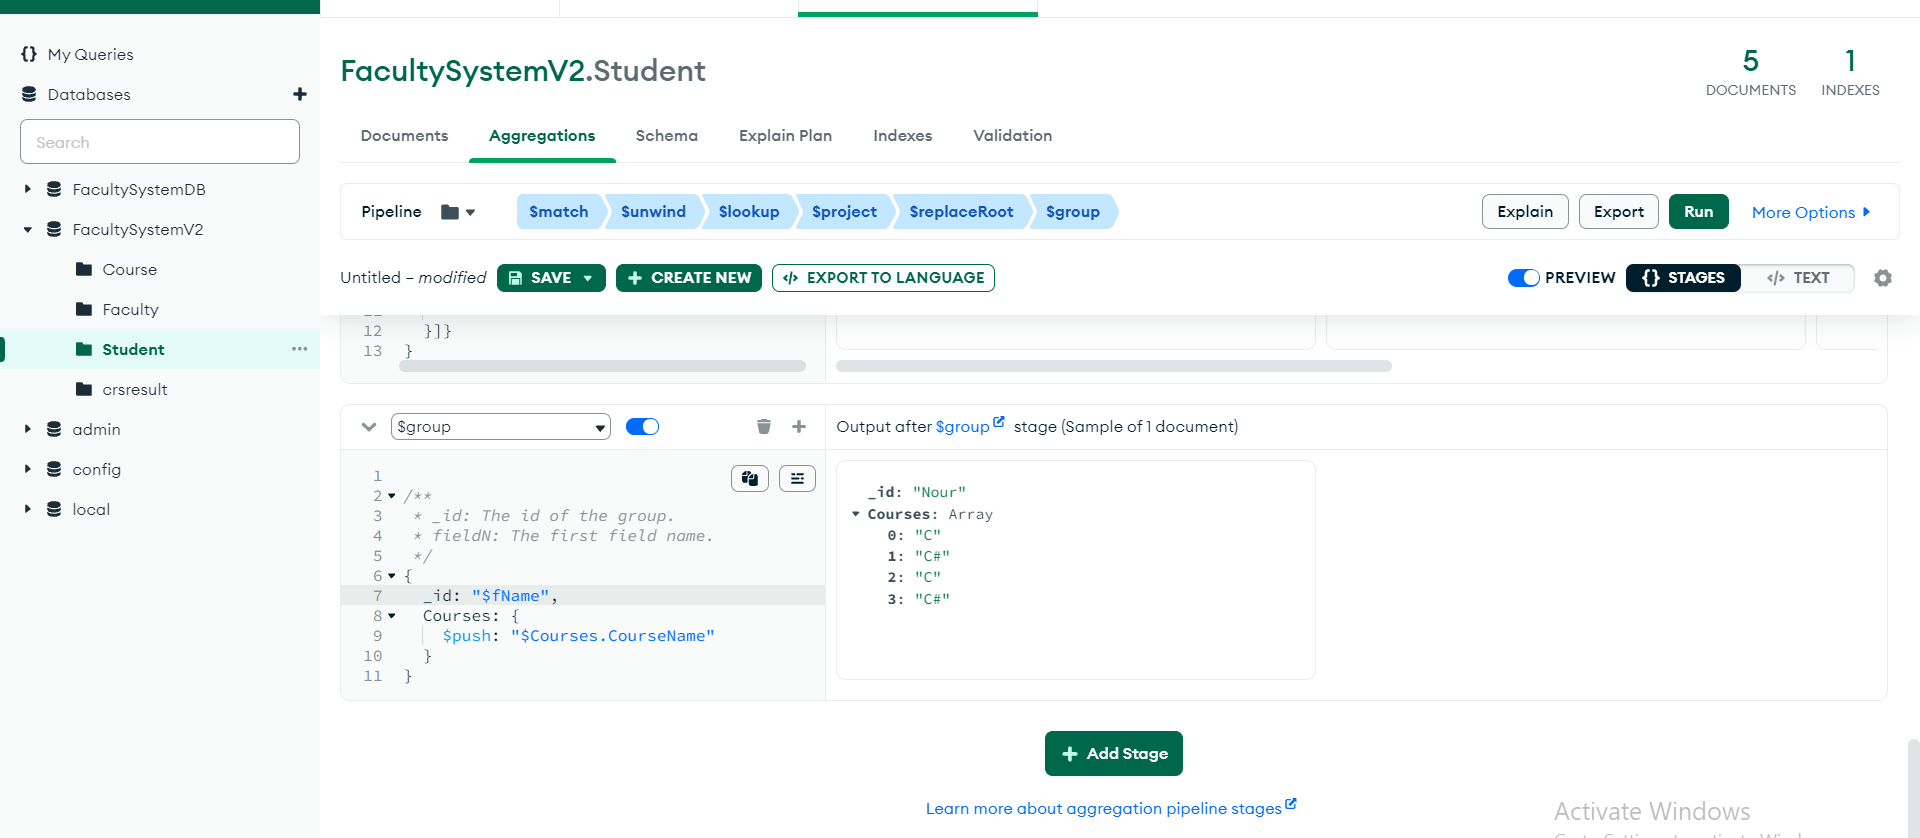 My Queries
Databases
Search
FacultySystemDB
FacultySystemV2
Course
Faculty
Student
crsresult
admin
config
local
FacultySystemV2.Student
5
DOCUMENTS
1
INDEXES
Documents Aggregations Schema Explain Plan Indexes Validation
Pipeline $match $unwind $lookup $project $replaceRoot $group Explain Export Run More Options
Untitled – modified SAVE CREATE NEW EXPORT TO LANGUAGE PREVIEW {} STAGES </> TEXT
12 }]}
13 }
$group
Output after $group stage (Sample of 1 document)
1
2 /**
3 * _id: The id of the group.
4 * fieldN: The first field name.
5 */
6 {
7 _id: "$fName",
8 Courses: {
9 $push: "$Courses.CourseName"
10 }
11 }
_id: "Nour"
Courses: Array
0: "C"
1: "C#"
2: "C"
3: "C#"
Add Stage
Learn more about aggregation pipeline stages
Activate Windows